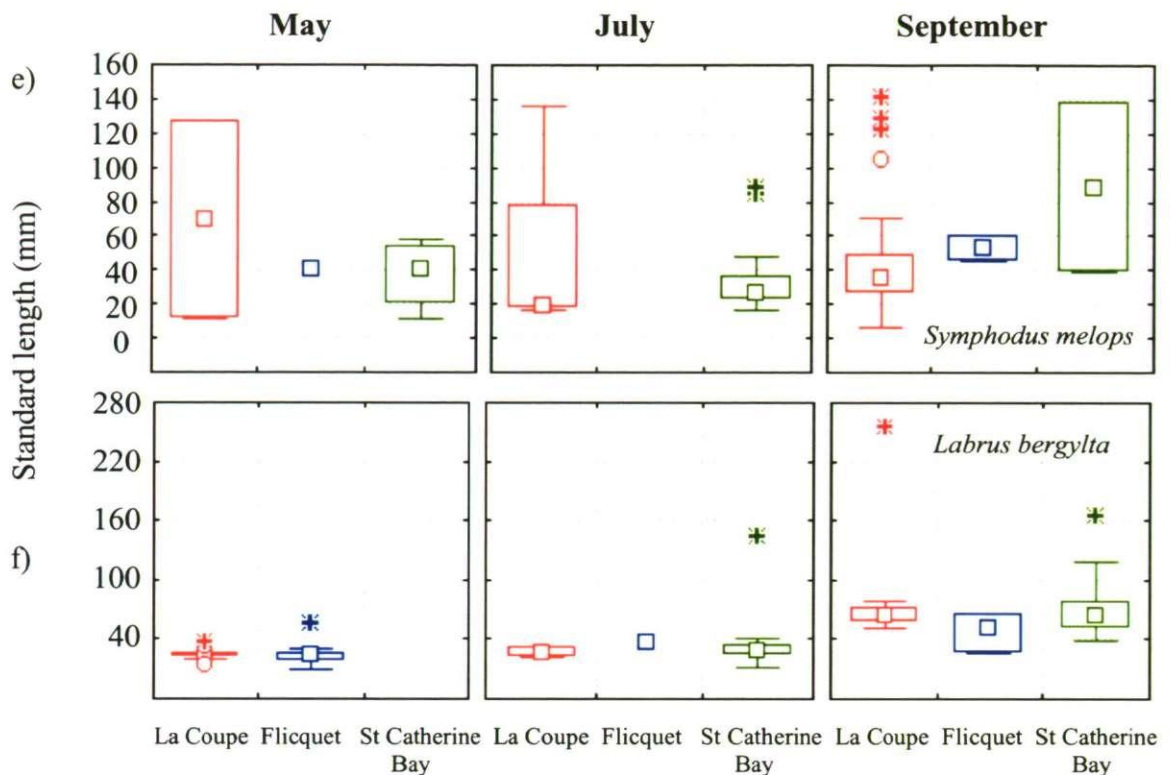 May July September
e)
160
140
120
100
80
60
40
20
0
Symphodus melops
Standard length (mm)
f)
280
220
160
100
40
Labrus bergylta
La Coupe Flicquet St Catherine Bay
La Coupe Flicquet St Catherine Bay
La Coupe Flicquet St Catherine Bay